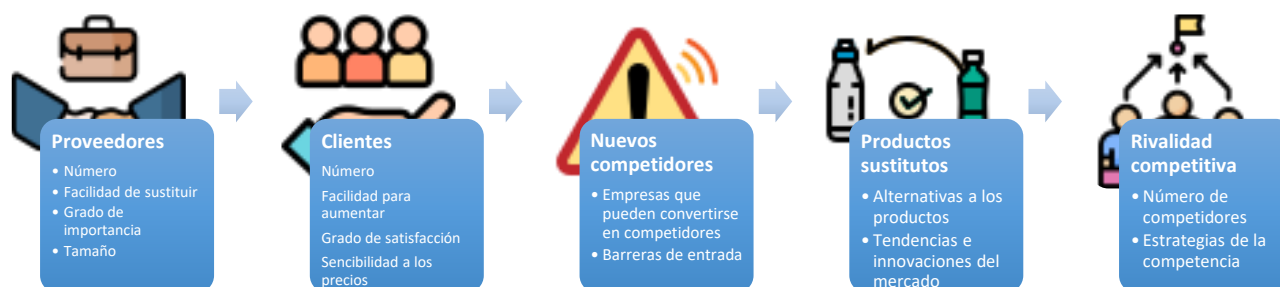 Proveedores
• Número
• Facilidad de sustituir
• Grado de
importancia
• Tamaño
Clientes
Número
Facilidad para
aumentar
Grado de satisfacción
Sencibilidad a los
precios
Nuevos
competidores
• Empresas que
pueden convertirse
en competidores
• Barreras de entrada
Productos
sustitutos
• Alternativas a los
productos
• Tendencias e
innovaciones del
mercado
Rivalidad
competitiva
• Número de
competidores
• Estrategias de la
competencia